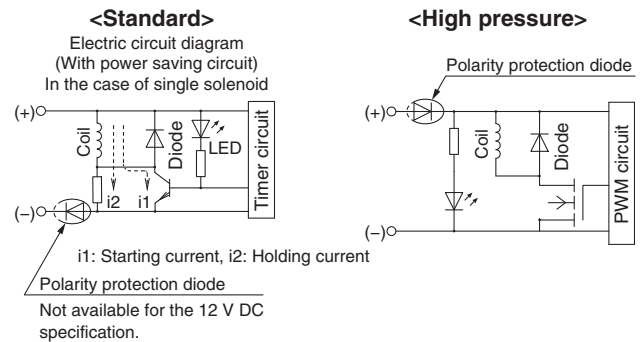 <Standard>
Electric circuit diagram
(With power saving circuit)
In the case of single solenoid
(+)
Coil
Diode
LED
Timer circuit
i2
i1
(−)
i1: Starting current, i2: Holding current
Polarity protection diode
Not available for the 12 V DC
specification.
<High pressure>
Polarity protection diode
(+)
Coil
Diode
PWM circuit
(−)